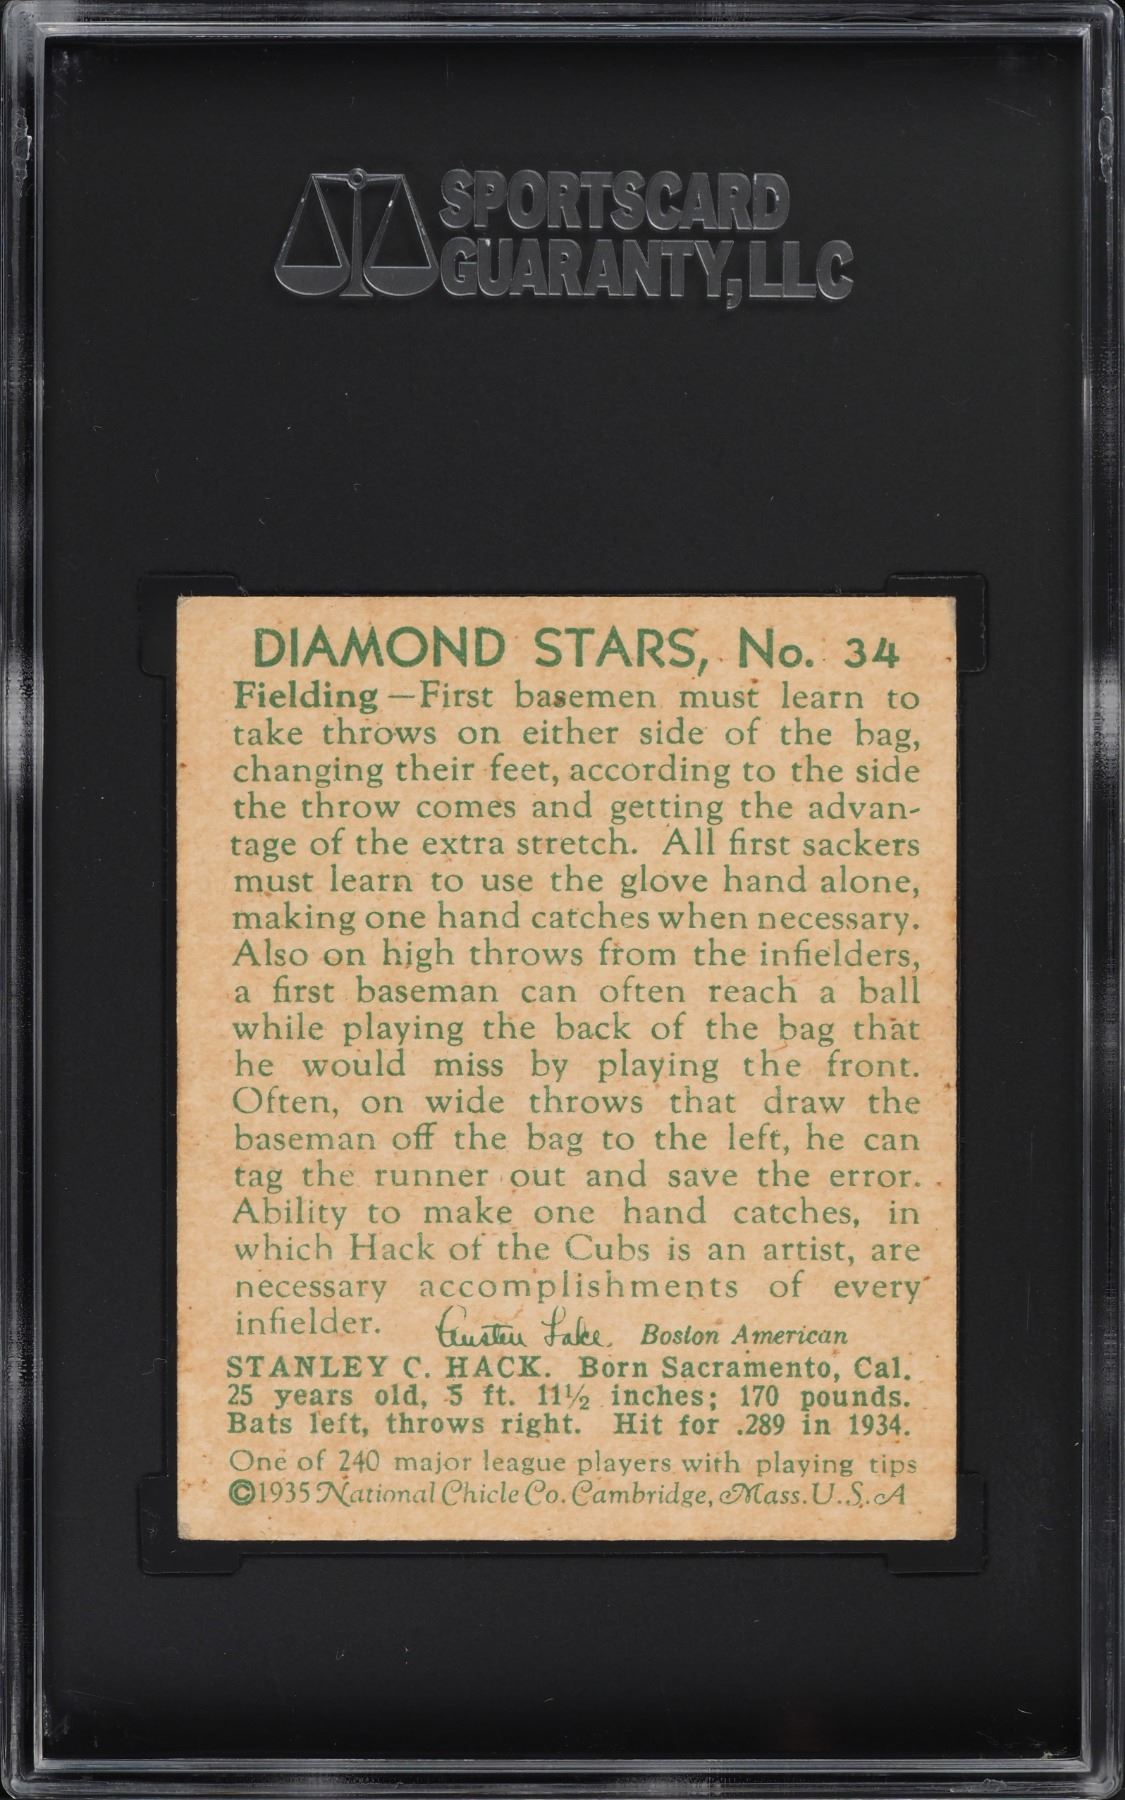 SPORTSCARD
GUARANTY, LLC
DIAMOND STARS, No. 34
Fielding—First basemen must learn to
take throws on either side of the bag,
changing their feet, according to the side
the throw comes and getting the advan-
tage of the extra stretch. All first sackers
must learn to use the glove hand alone,
making one hand catches when necessary.
Also on high throws from the infielders,
a first baseman can often reach a ball
while playing the back of the bag that
he would miss by playing the front.
Often, on wide throws that draw the
baseman off the bag to the left, he can
tag the runner out and save the error.
Ability to make one hand catches, in
which Hack of the Cubs is an artist, are
necessary accomplishments of every
infielder. Austen Lake. Boston American
STANLEY C. HACK. Born Sacramento, Cal.
25 years old, 5 ft. 11½ inches; 170 pounds.
Bats left, throws right. Hit for .289 in 1934.
One of 240 major league players with playing tips
©1935 National Chicle Co. Cambridge, Mass. U.S.A